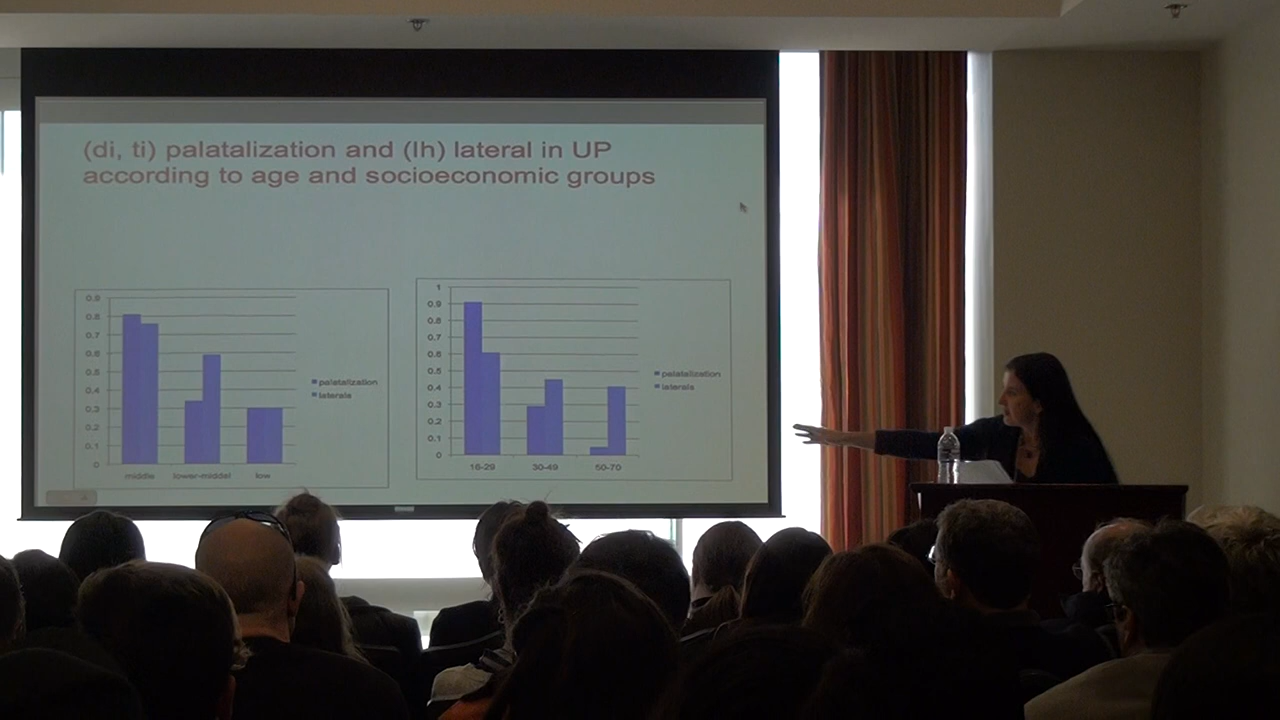 (di, ti) palatalization and (lh) lateral in UP
according to age and socioeconomic groups
0.9
0.8
0.7
0.6
0.5
0.4
0.3
0.2
0.1
0
middle lower-middel low
palatalization
laterals
1
0.9
0.8
0.7
0.6
0.5
0.4
0.3
0.2
0.1
0
16-29 30-49 50-70
palatalization
laterals